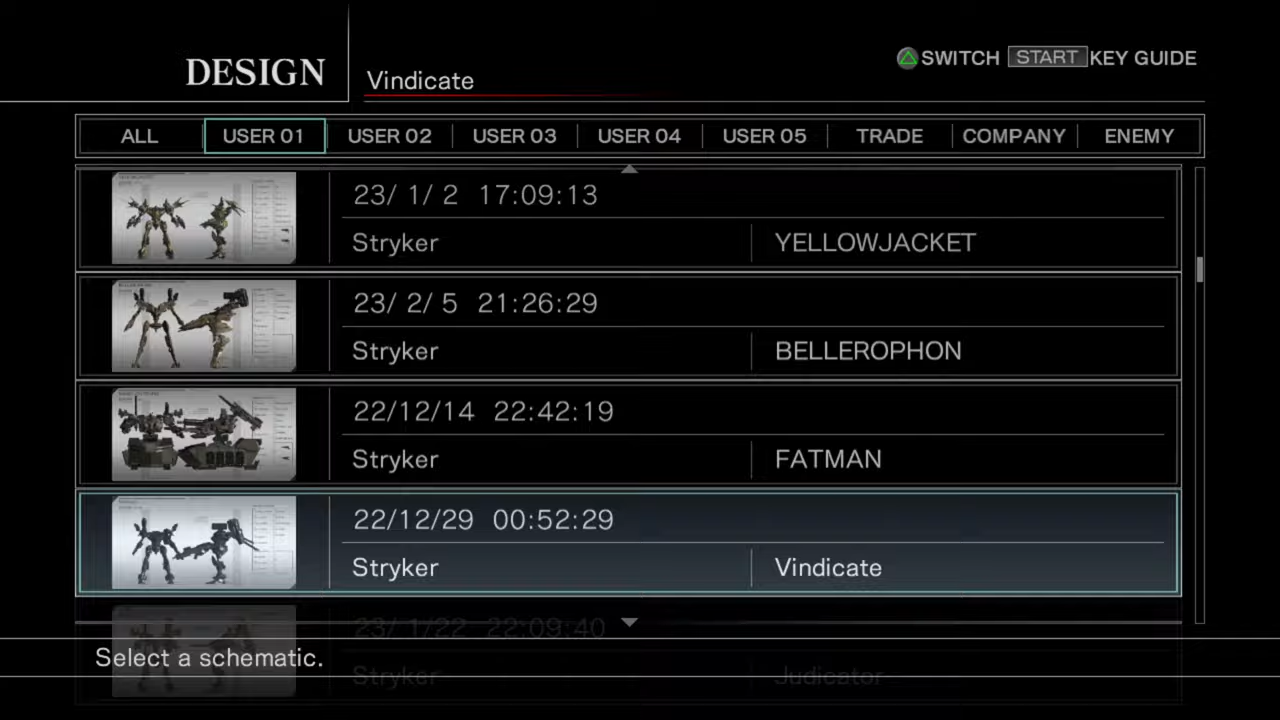 DESIGN
Vindicate
SWITCH START KEY GUIDE
ALL USER 01 USER 02 USER 03 USER 04 USER 05 TRADE COMPANY ENEMY
23/ 1/ 2 17:09:13
Stryker YELLOWJACKET
23/ 2/ 5 21:26:29
Stryker BELLEROPHON
22/12/14 22:42:19
Stryker FATMAN
22/12/29 00:52:29
Stryker Vindicate
23/ 1/22 22:09:40
Select a schematic.
Stryker Judicator